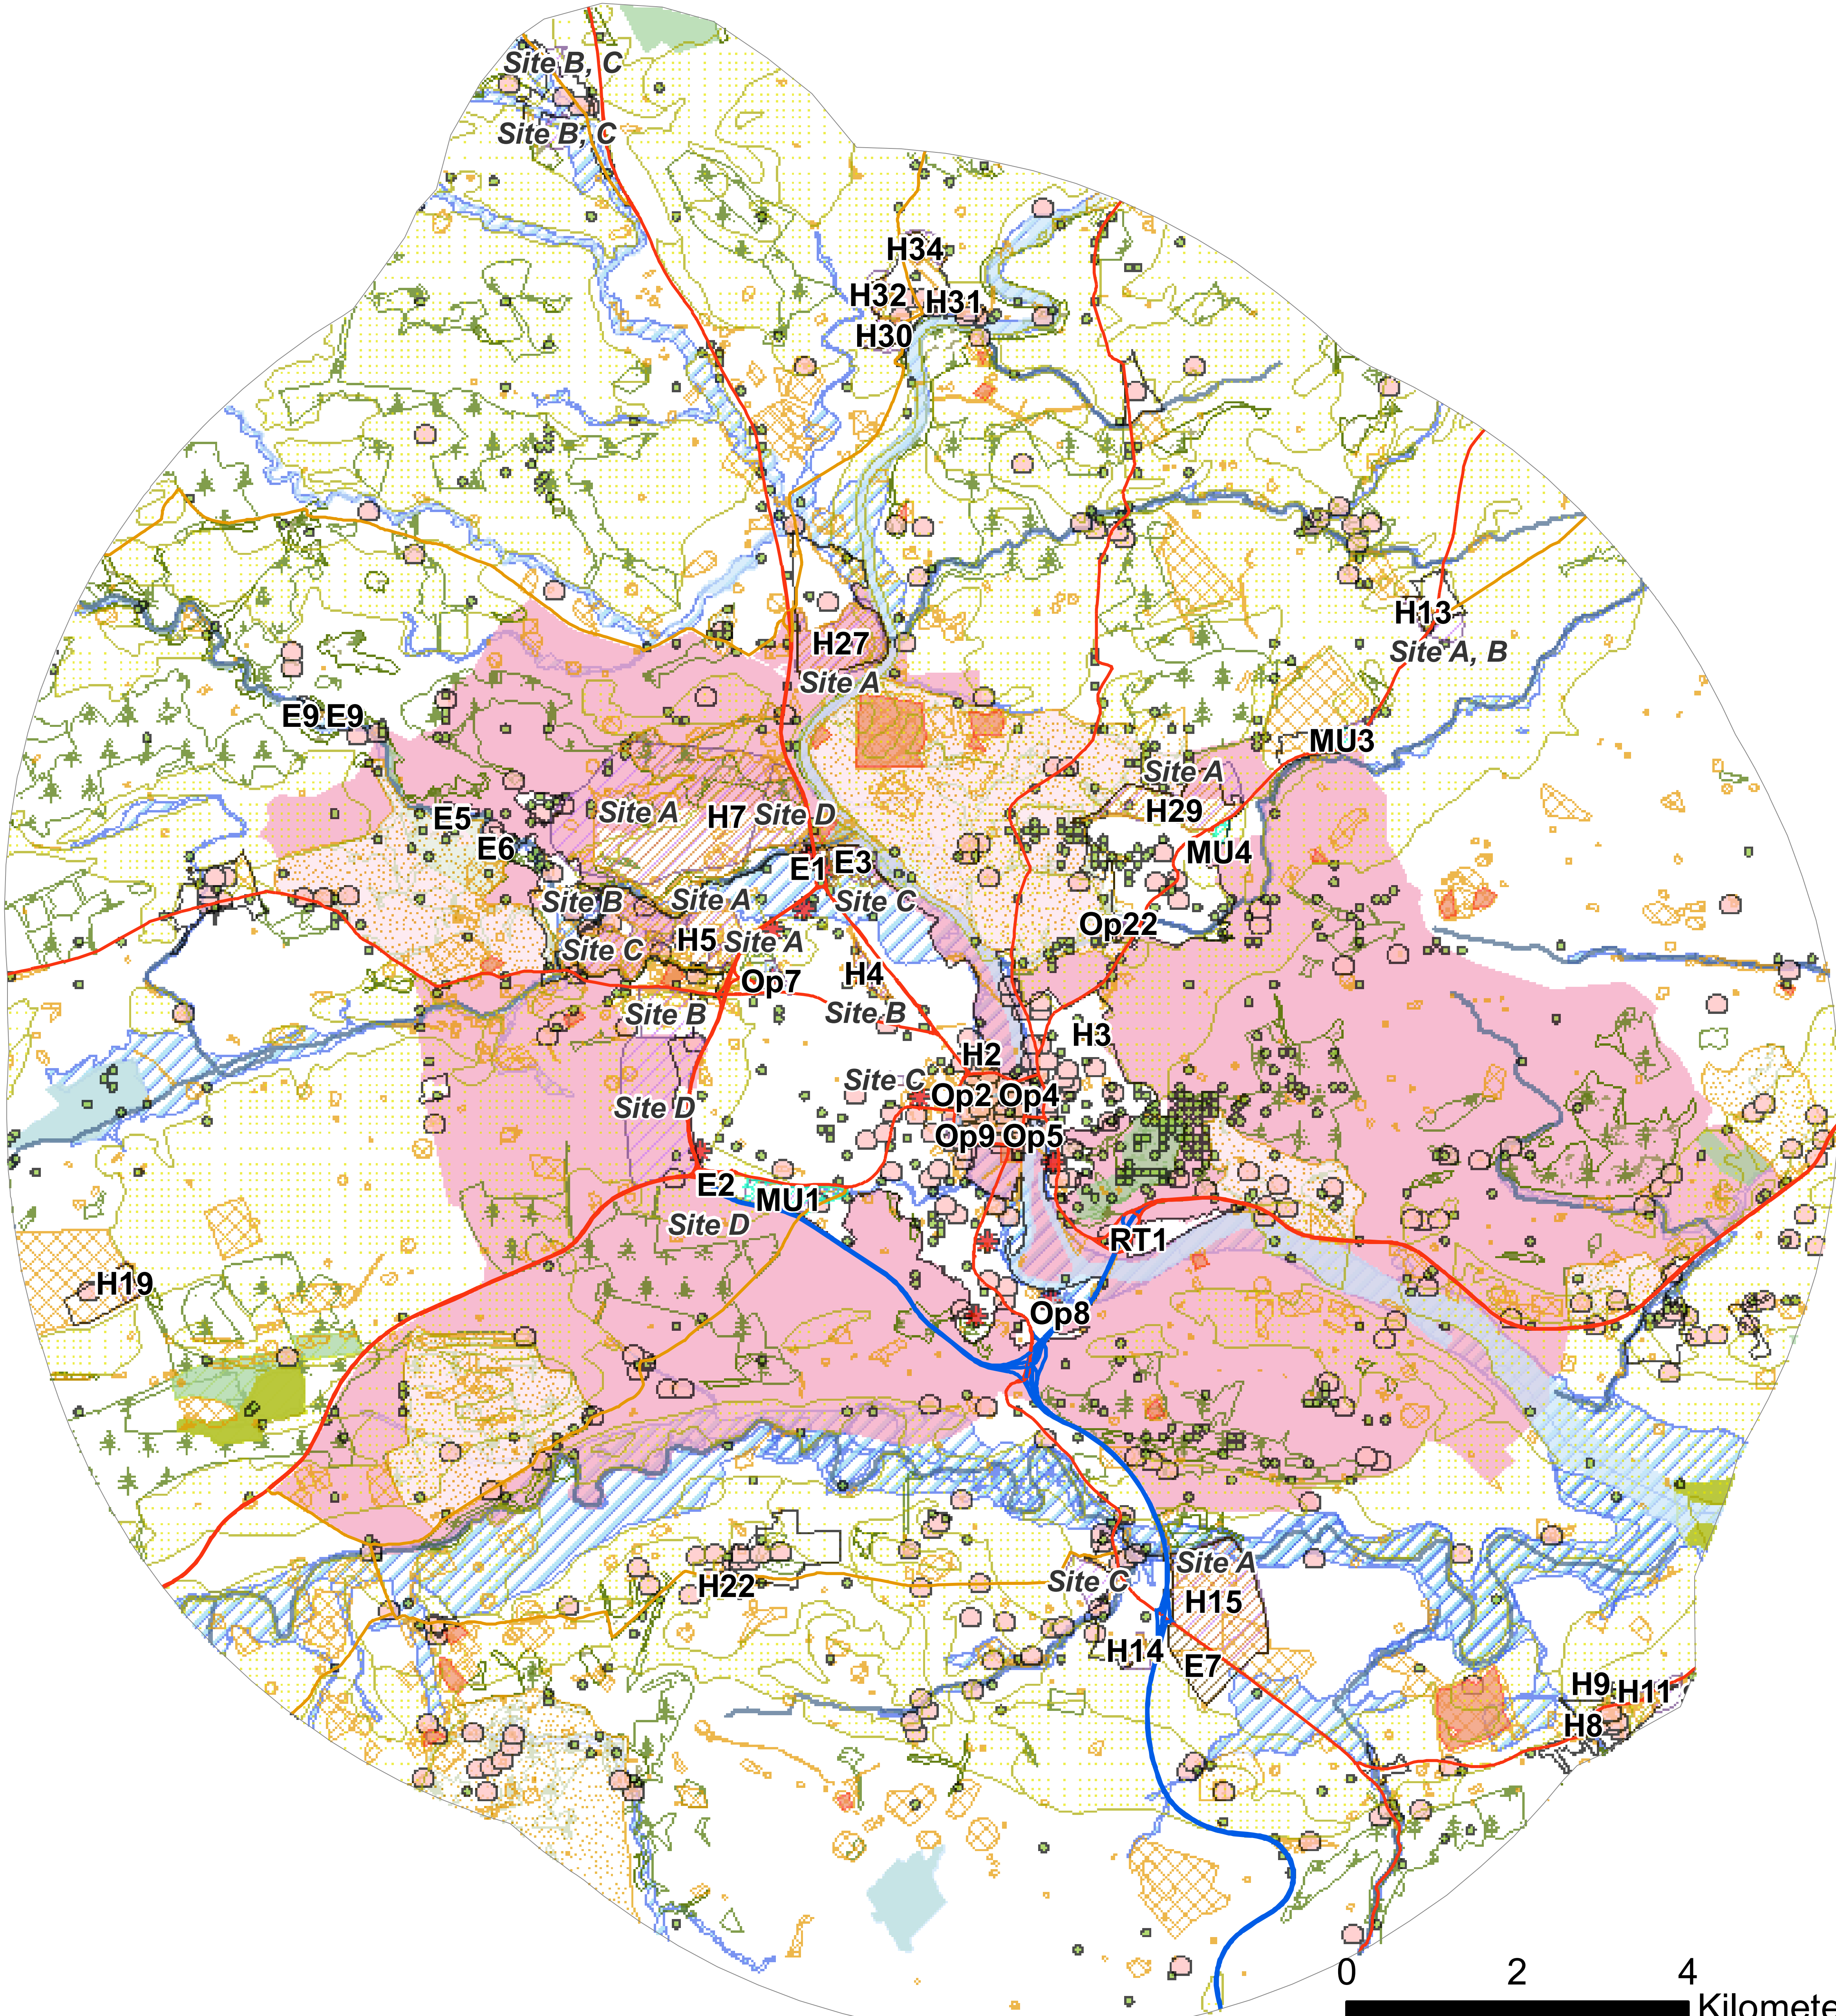 Site B, C
Site B, C
H34
H32
H31
H30
H13
Site A, B
H27
Site A
E9
E9
MU3
Site A
H29
Site A
H7
Site D
E5
E6
MU4
E1
E3
Site B
Site A
Site C
Op22
Site C
H5
Site A
Op7
H4
Site B
Site B
H3
H2
Site C
Op2
Op4
Site D
Op9
Op5
E2
MU1
Site D
RT1
H19
Op8
Site A
Site C
H22
H15
H14
E7
H9
H11
H8
0
2
4
Kilomete